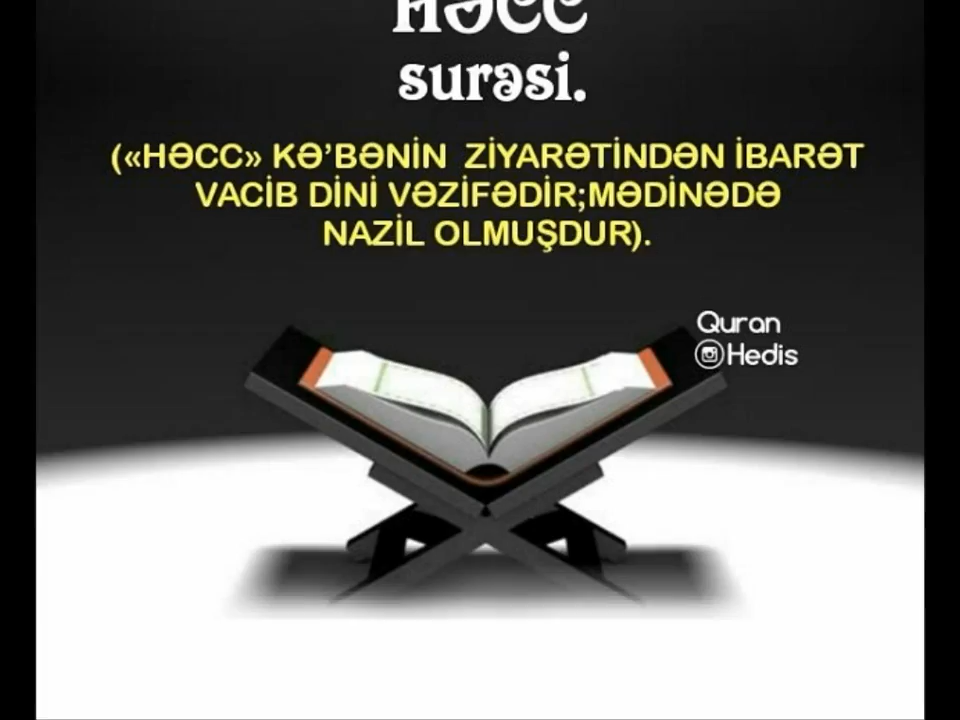 HƏCC
surəsi.
(«HƏCC» KƏ’BƏNİN ZİYARƏTİNDƏN İBARƏT
VACİB DİNİ VƏZİFƏDİR;MƏDİNƏDƏ
NAZİL OLMUŞDUR).
Quran
Hedis